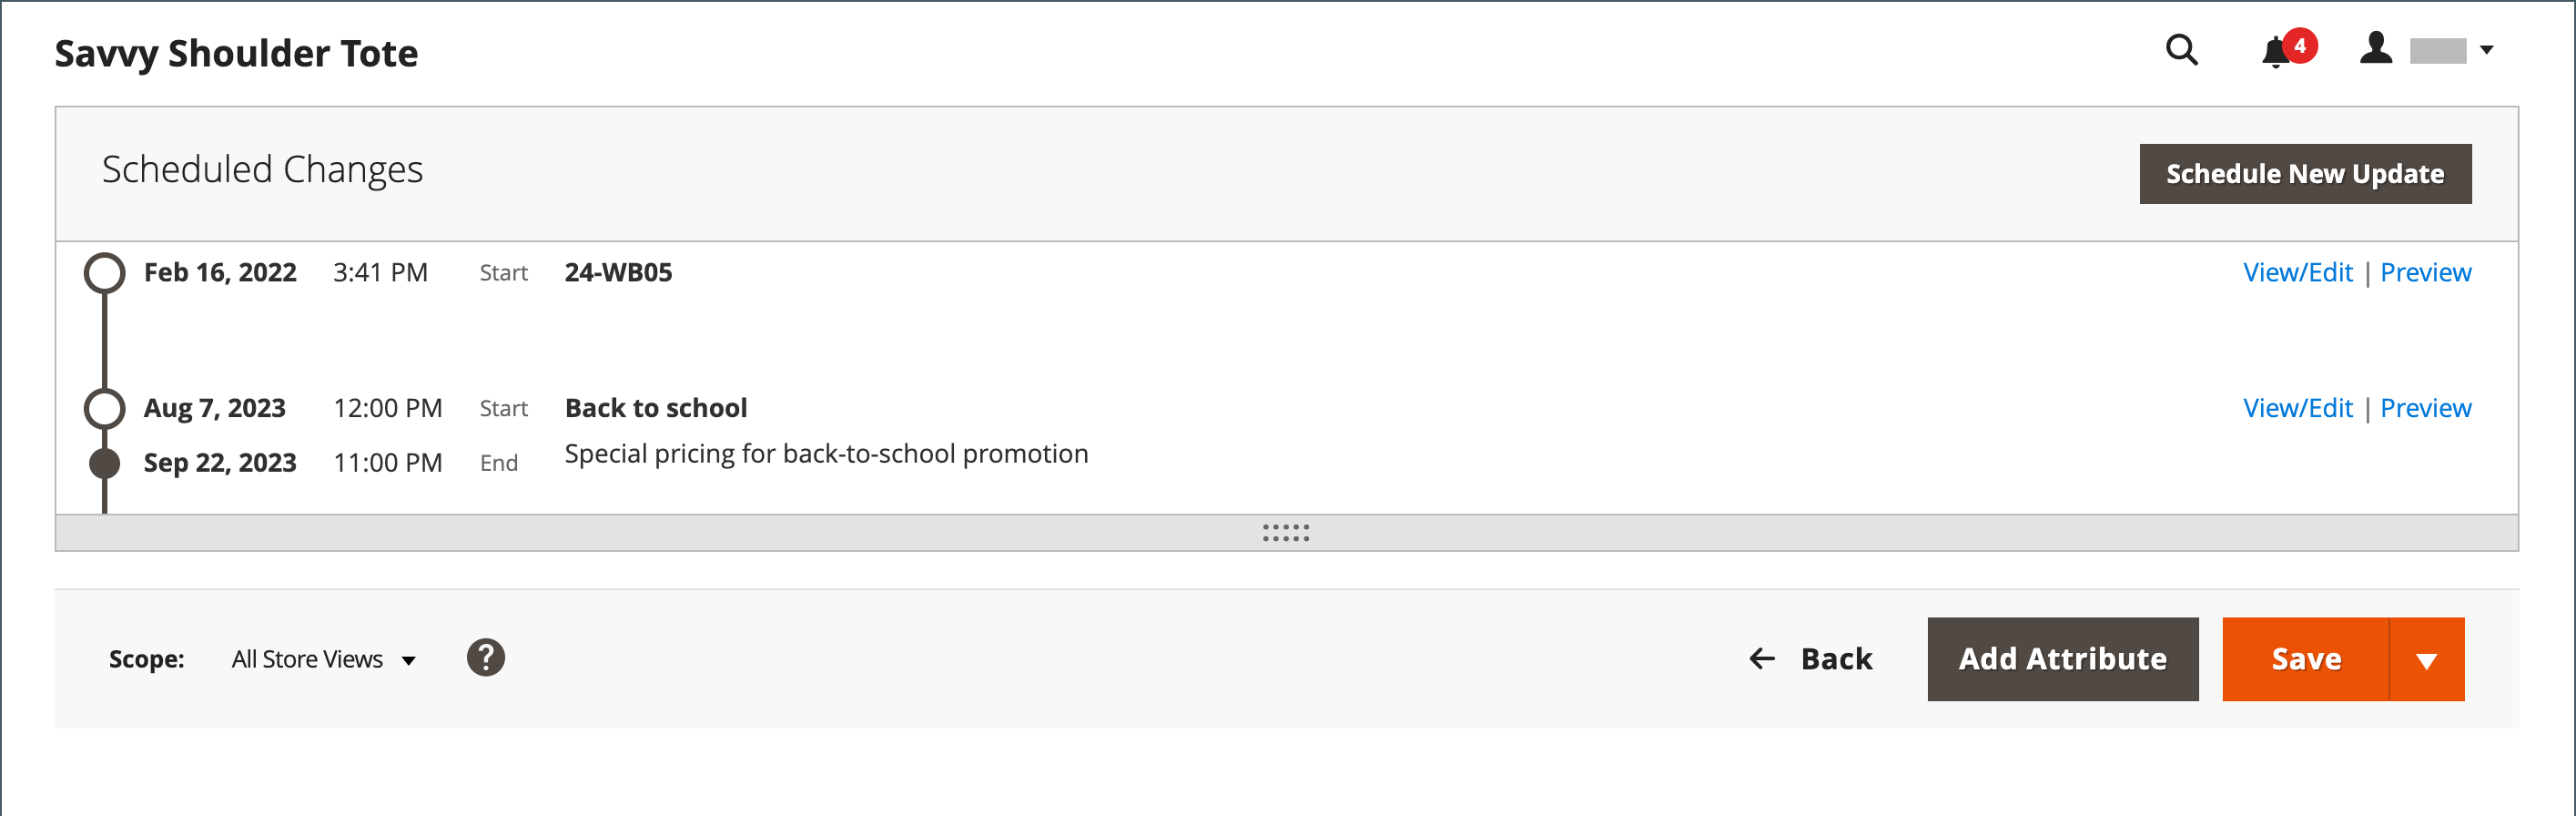 Savvy Shoulder Tote
4
Scheduled Changes
Schedule New Update
Feb 16, 2022 3:41 PM Start 24-WB05 View/Edit | Preview
Aug 7, 2023 12:00 PM Start Back to school View/Edit | Preview
Special pricing for back-to-school promotion
Sep 22, 2023 11:00 PM End
Scope: All Store Views ? Back Add Attribute Save